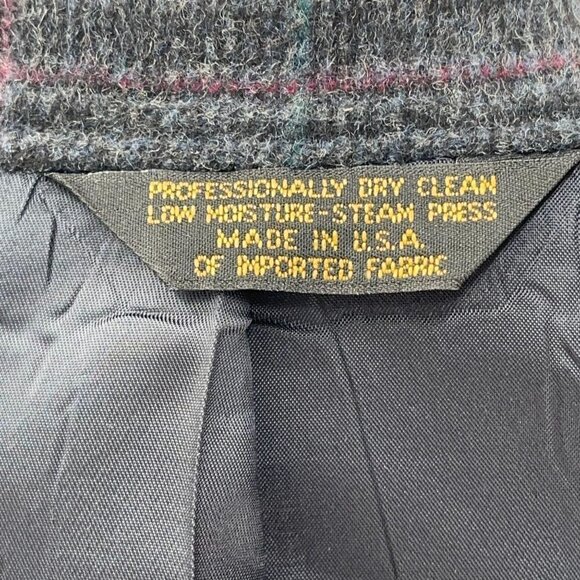 PROFESSIONALLY DRY CLEAN
LOW MOISTURE-STEAM PRESS
MADE IN U.S.A.
OF IMPORTED FABRIC